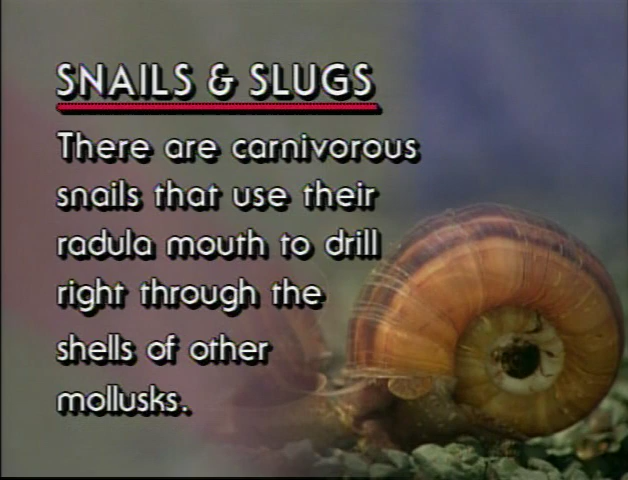 SNAILS & SLUGS
There are carnivorous
snails that use their
radula mouth to drill
right through the
shells of other
mollusks.